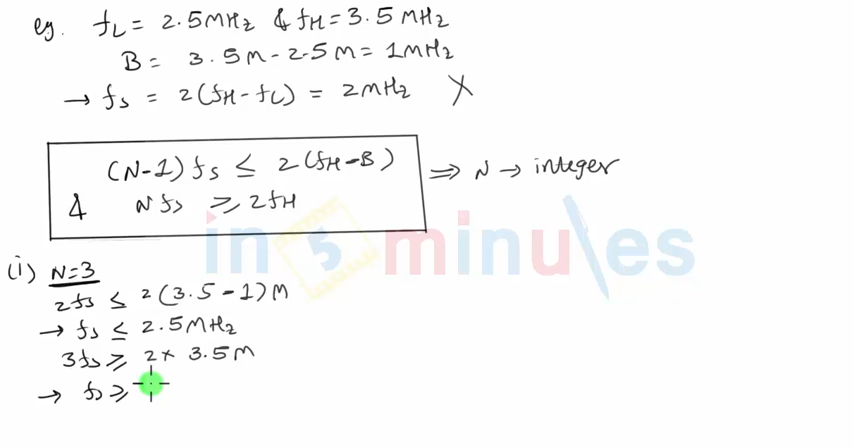 eg. fL = 2.5MHz & fH = 3.5 MHz
B = 3.5M - 2.5M = 1MHz
→ fs = 2(fH - fL) = 2MHz X
(N-1) fs ≤ 2(fH-B) ⇒ N → integer
& N fs ≥ 2fH
in 5 minutes
(i) N=3
2fs ≤ 2(3.5 - 1)M
→ fs ≤ 2.5MHz
3fs ≥ 2× 3.5M
→ fs ≥